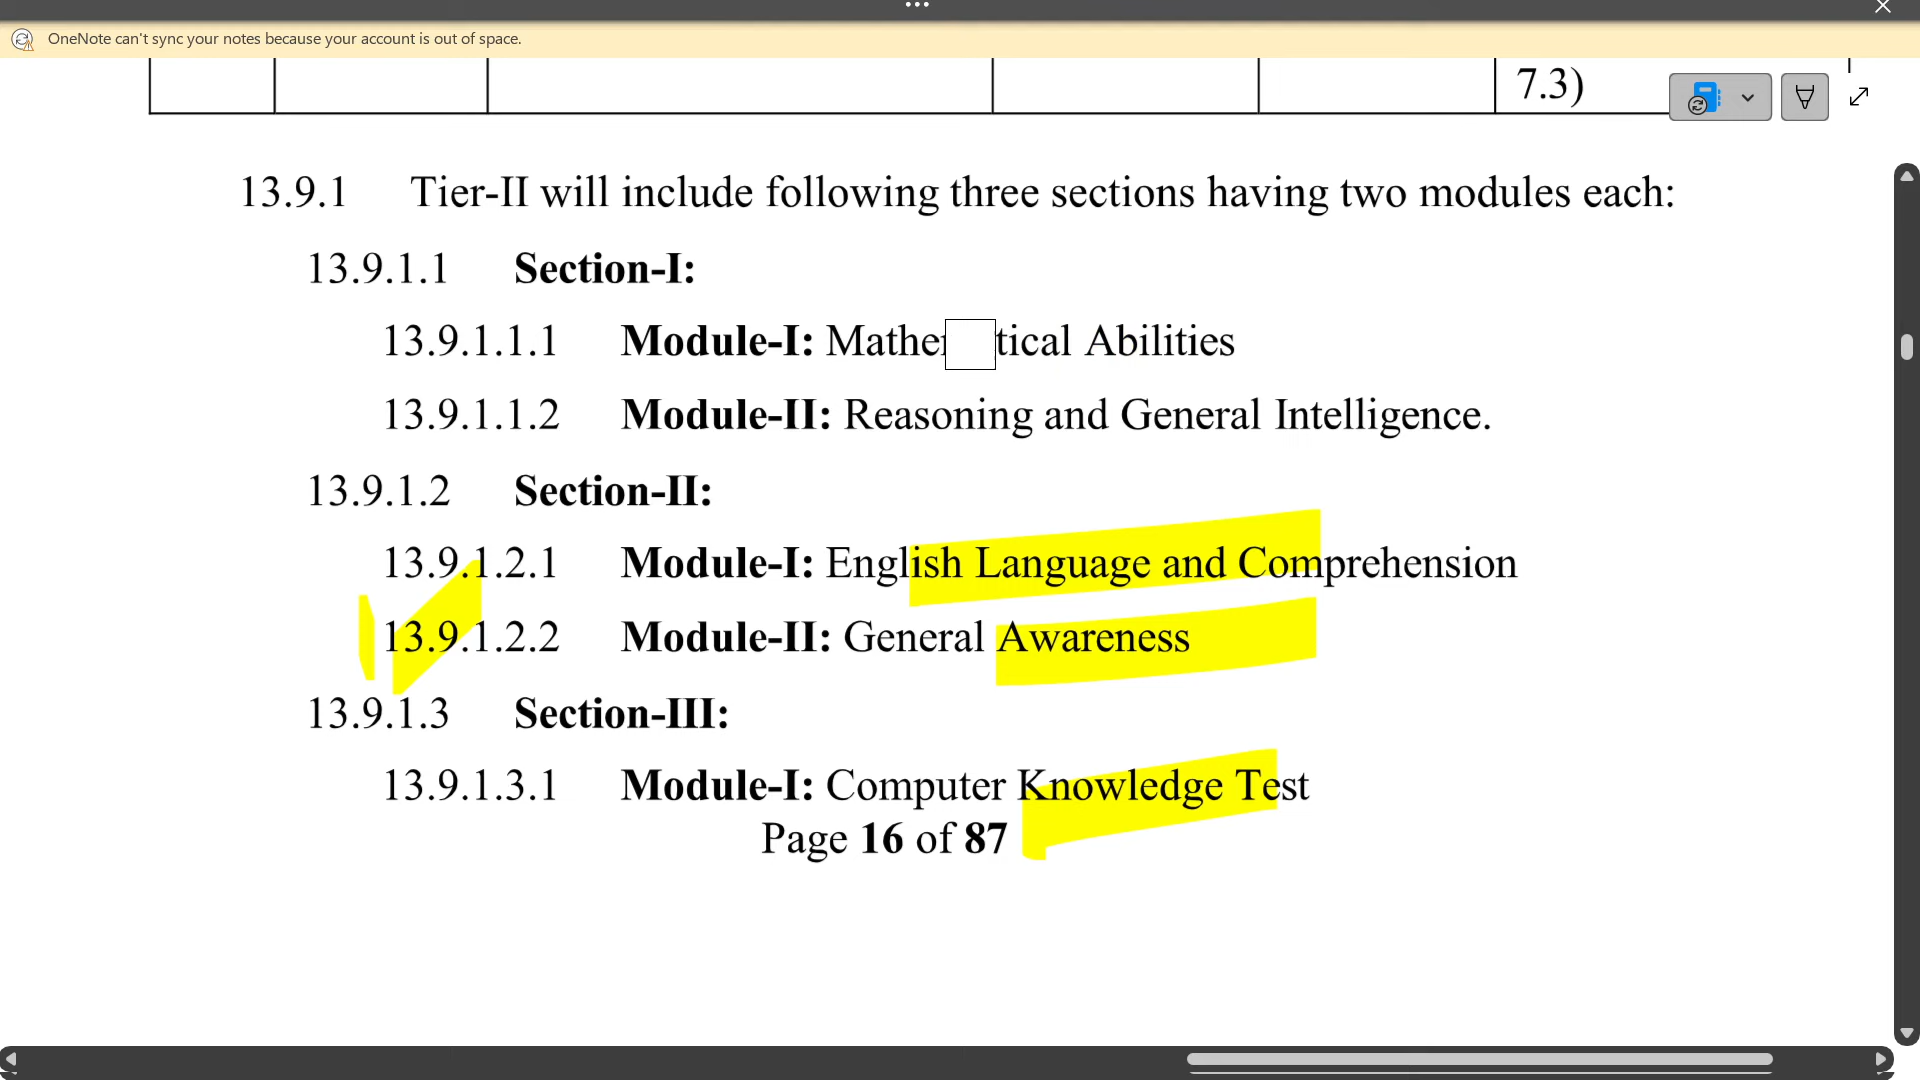 OneNote can't sync your notes because your account is out of space.
7.3)
13.9.1 Tier-II will include following three sections having two modules each:
13.9.1.1 Section-I:
13.9.1.1.1 Module-I: Mathe tical Abilities
13.9.1.1.2 Module-II: Reasoning and General Intelligence.
13.9.1.2 Section-II:
13.9.1.2.1 Module-I: English Language and Comprehension
13.9.1.2.2 Module-II: General Awareness
13.9.1.3 Section-III:
13.9.1.3.1 Module-I: Computer Knowledge Test
Page 16 of 87